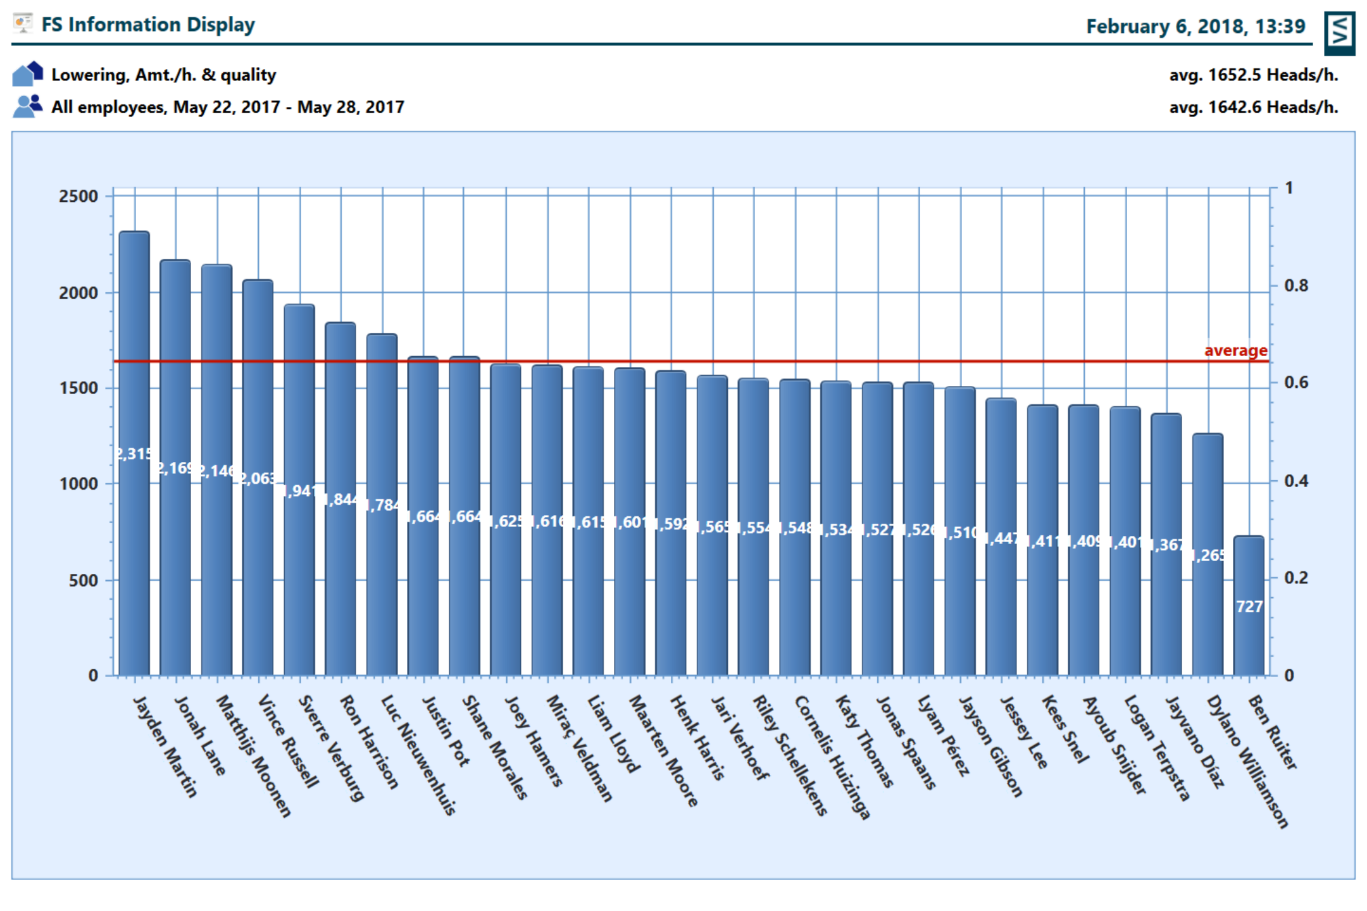 FS Information Display
February 6, 2018, 13:39
Lowering, Amt./h. & quality
avg. 1652.5 Heads/h.
All employees, May 22, 2017 - May 28, 2017
avg. 1642.6 Heads/h.
2500
2000
1500
1000
500
0
1
0.8
0.6
0.4
0.2
0
average
2,315
2,169
2,146
2,063
1,941
1,844
1,784
1,664
1,664
1,625
1,616
1,615
1,601
1,592
1,565
1,554
1,548
1,534
1,527
1,526
1,510
1,447
1,411
1,409
1,401
1,367
1,265
727
Jayden Martin
Jonah Lane
Matthijs Moonen
Vince Russell
Sverre Verburg
Ron Harrison
Luc Nieuwenhuis
Justin Pot
Shane Morales
Joey Hamers
Miraç Veldman
Liam Lloyd
Maarten Moore
Henk Harris
Jari Verhoef
Riley Schellekens
Cornelis Huizinga
Katy Thomas
Jonas Spaans
Lyam Pérez
Jayson Gibson
Jessey Lee
Kees Snel
Ayoub Snijder
Logan Terpstra
Jayvano Díaz
Dylano Williamson
Ben Ruiter